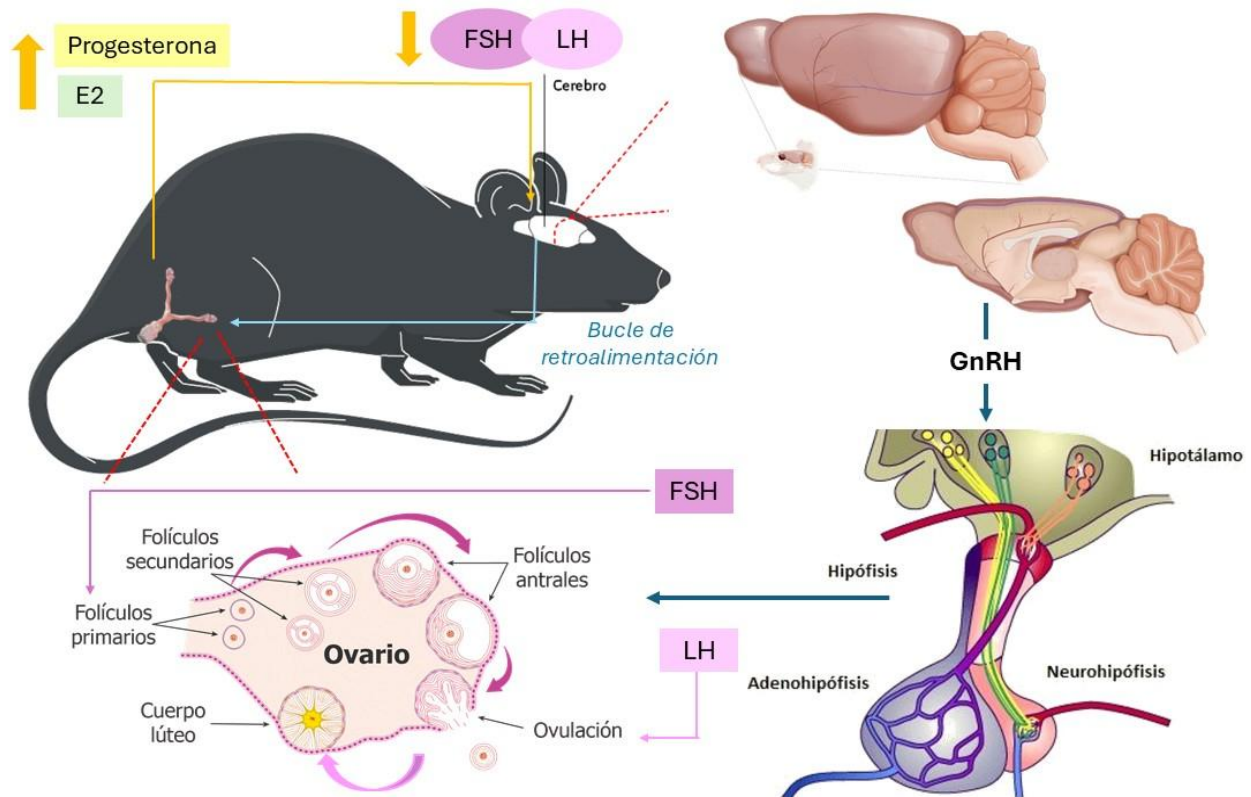 Progesterona
E2
FSH
LH
Cerebro
Bucle de
retroalimentación
GnRH
Hipotálamo
Hipófisis
Adenohipófisis
Neurohipófisis
FSH
Folículos
secundarios
Folículos
antrales
Folículos
primarios
Ovario
LH
Cuerpo
lúteo
Ovulación